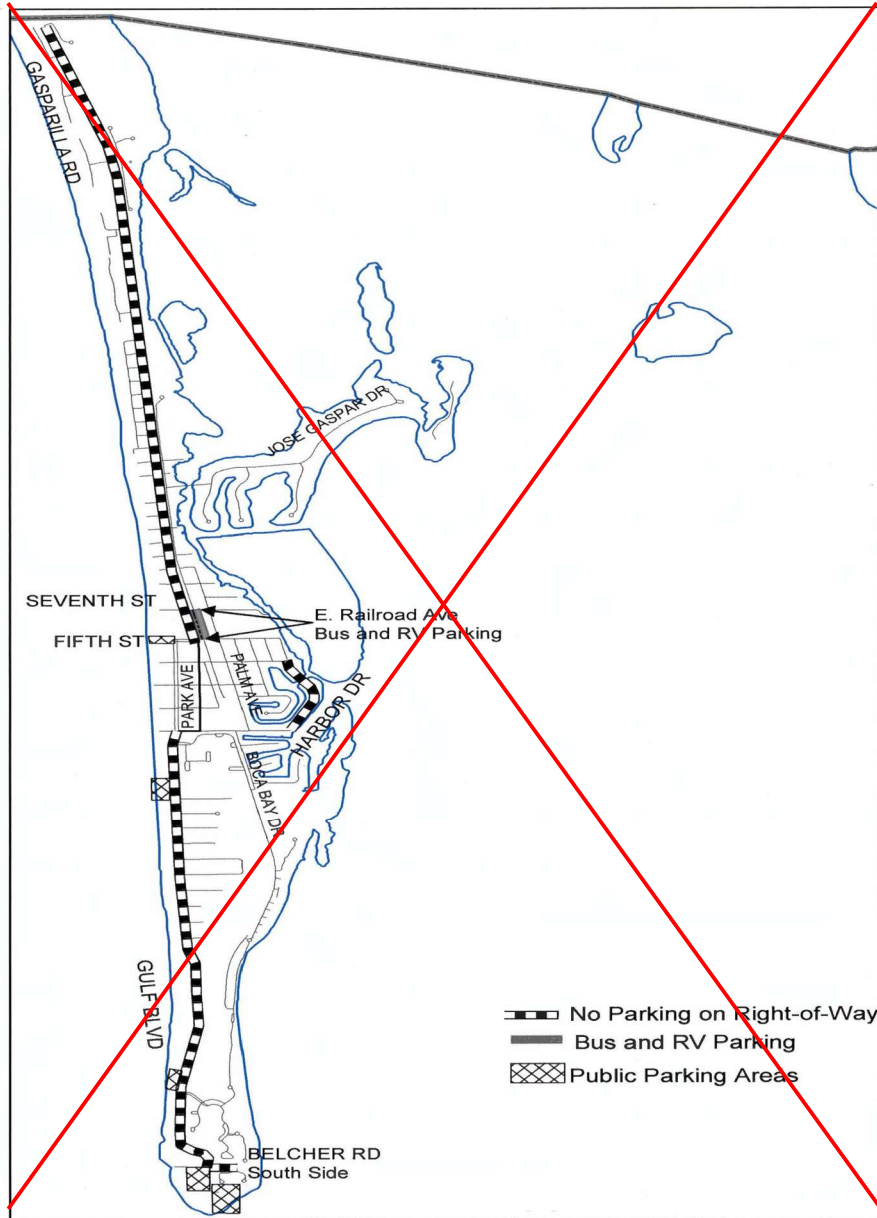 GASPARILLA RD
JOSE GASPAR DR
SEVENTH ST
E. Railroad Ave
Bus and RV Parking
FIFTH ST
PARK AVE
PALM AVE
HARBOR DR
BOCA BAY DR
GULF BLVD
No Parking on Right-of-Way
Bus and RV Parking
Public Parking Areas
BELCHER RD
South Side